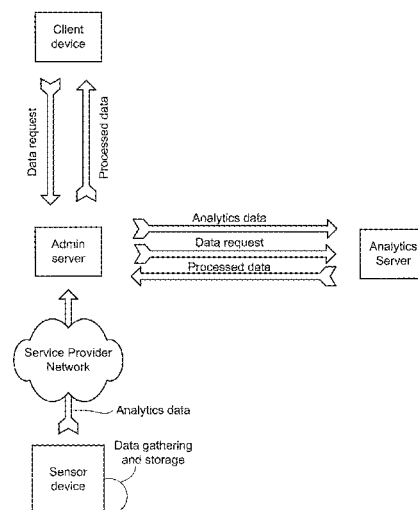 Client
device
Data request
Processed data
Admin
server
Analytics data
Data request
Processed data
Analytics
Server
Service Provider
Network
Analytics data
Data gathering
and storage
Sensor
device